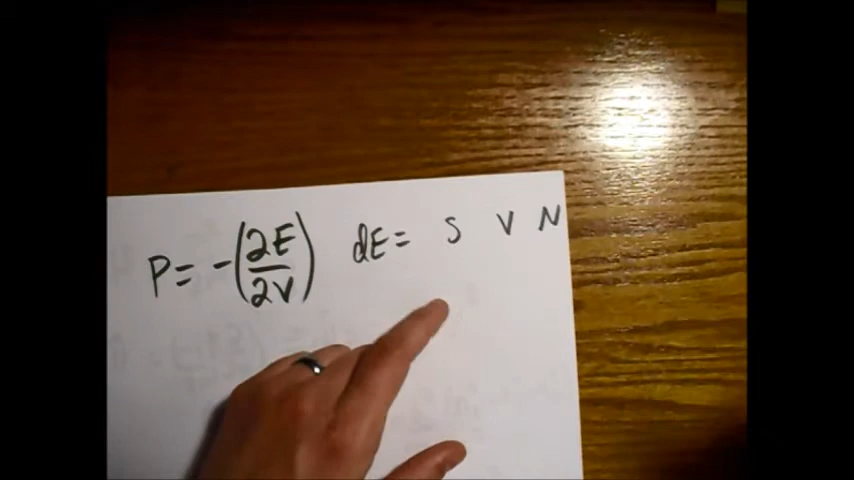 P = -(∂E/∂V) dE = S V N